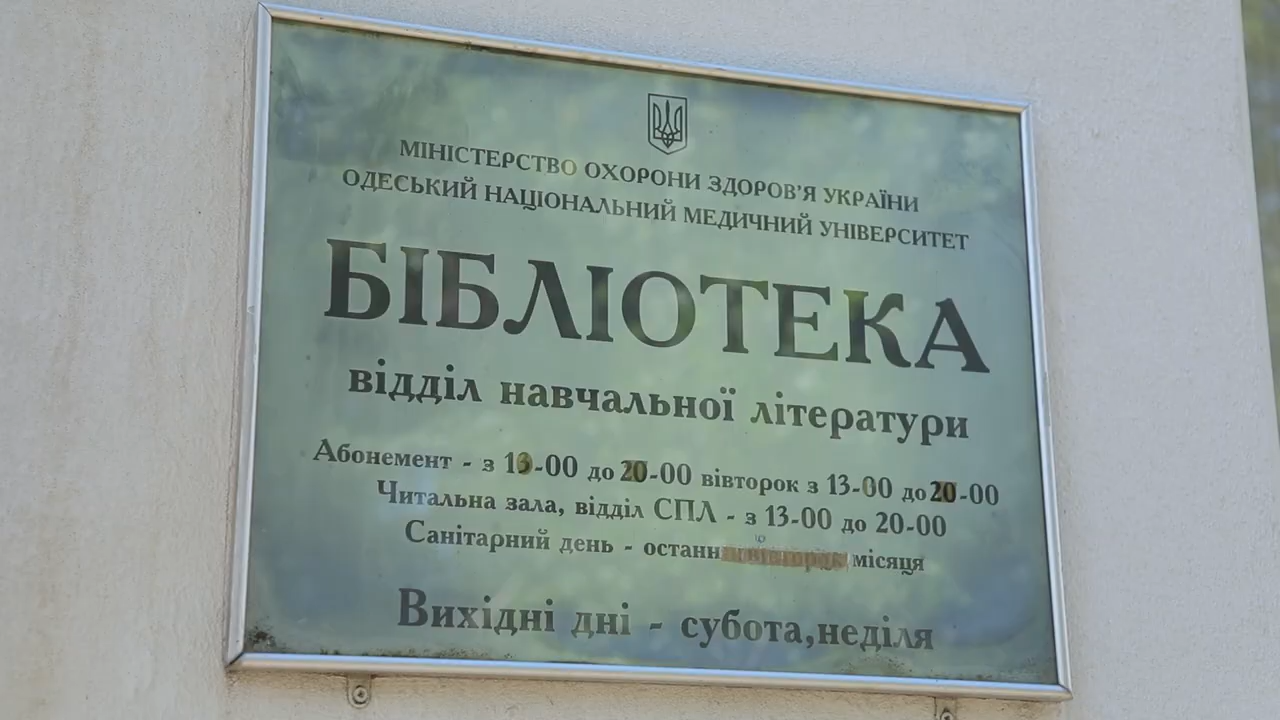 МІНІСТЕРСТВО ОХОРОНИ ЗДОРОВ'Я УКРАЇНИ
ОДЕСЬКИЙ НАЦІОНАЛЬНИЙ МЕДИЧНИЙ УНІВЕРСИТЕТ
БІБЛІОТЕКА
відділ навчальної літератури
Абонемент - з 13-00 до 20-00 вівторок з 13-00 до 20-00
Читальна зала, відділ СПЛ - з 13-00 до 20-00
Санітарний день - місяця
Вихідні дні - субота,неділя